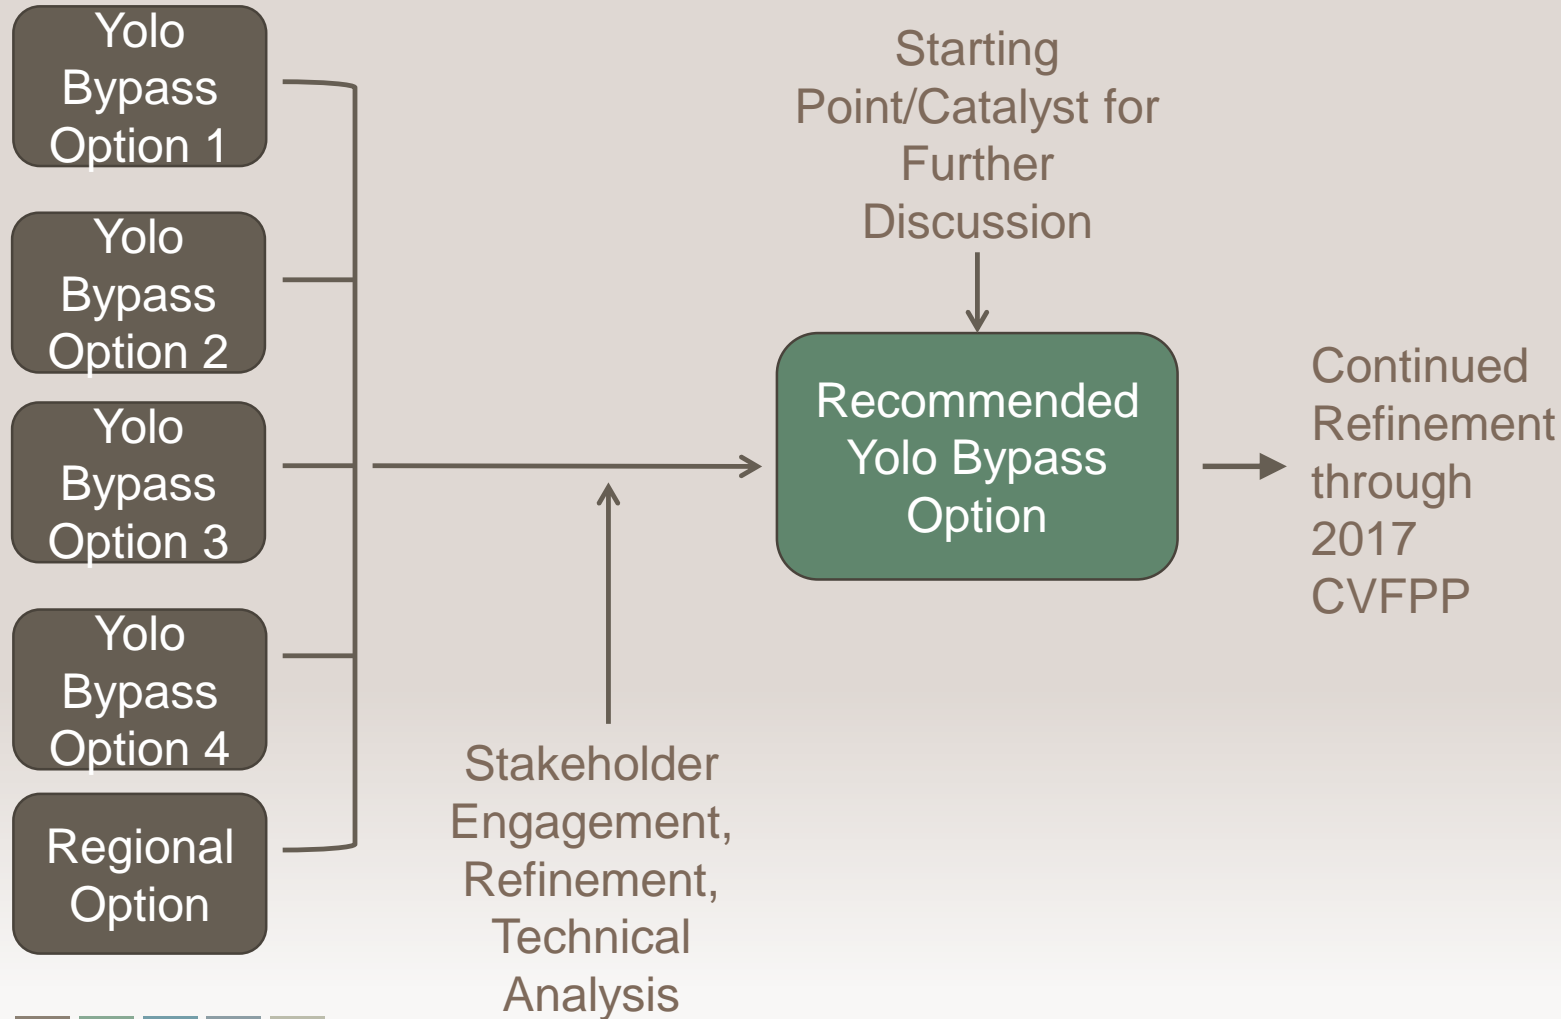 Yolo
Bypass
Option 1
Yolo
Bypass
Option 2
Yolo
Bypass
Option 3
Yolo
Bypass
Option 4
Regional
Option
Stakeholder
Engagement,
Refinement,
Technical
Analysis
Starting
Point/Catalyst for
Further
Discussion
Recommended
Yolo Bypass
Option
Continued
Refinement
through
2017
CVFPP